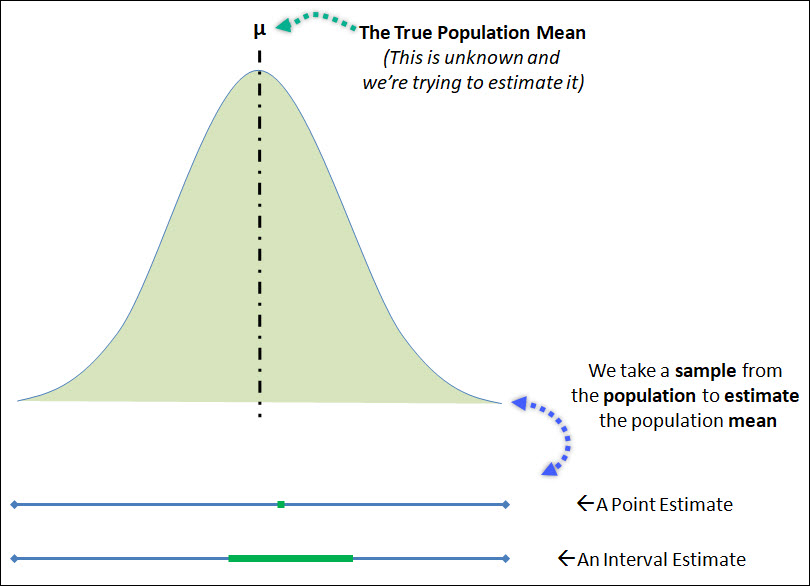 μ
The True Population Mean
(This is unknown and
we're trying to estimate it)
We take a sample from
the population to estimate
the population mean
←A Point Estimate
←An Interval Estimate